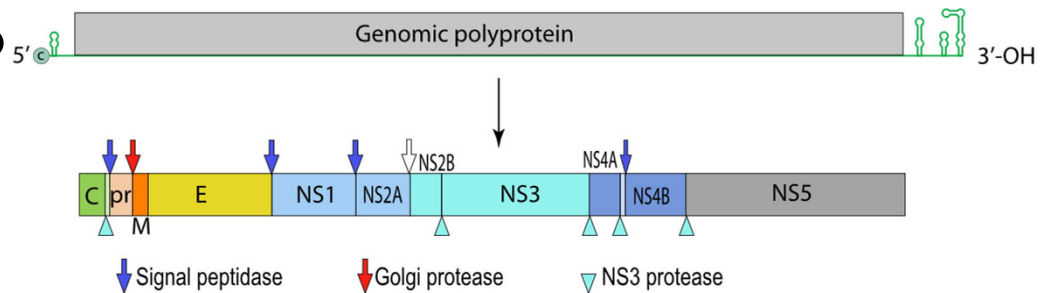 Genomic polyprotein
5’ C 3’-OH
NS2B NS4A
C pr E NS1 NS2A NS3 NS4B NS5
M
Signal peptidase Golgi protease NS3 protease